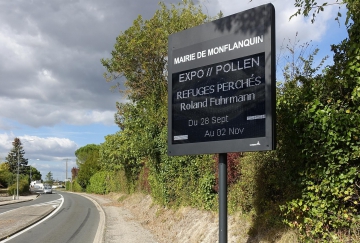 MAIRIE DE MONFLANQUIN
EXPO // POLLEN
REFUGES PERCHÉS
Roland Fuhrmann
Du 28 Sept
Au 02 Nov